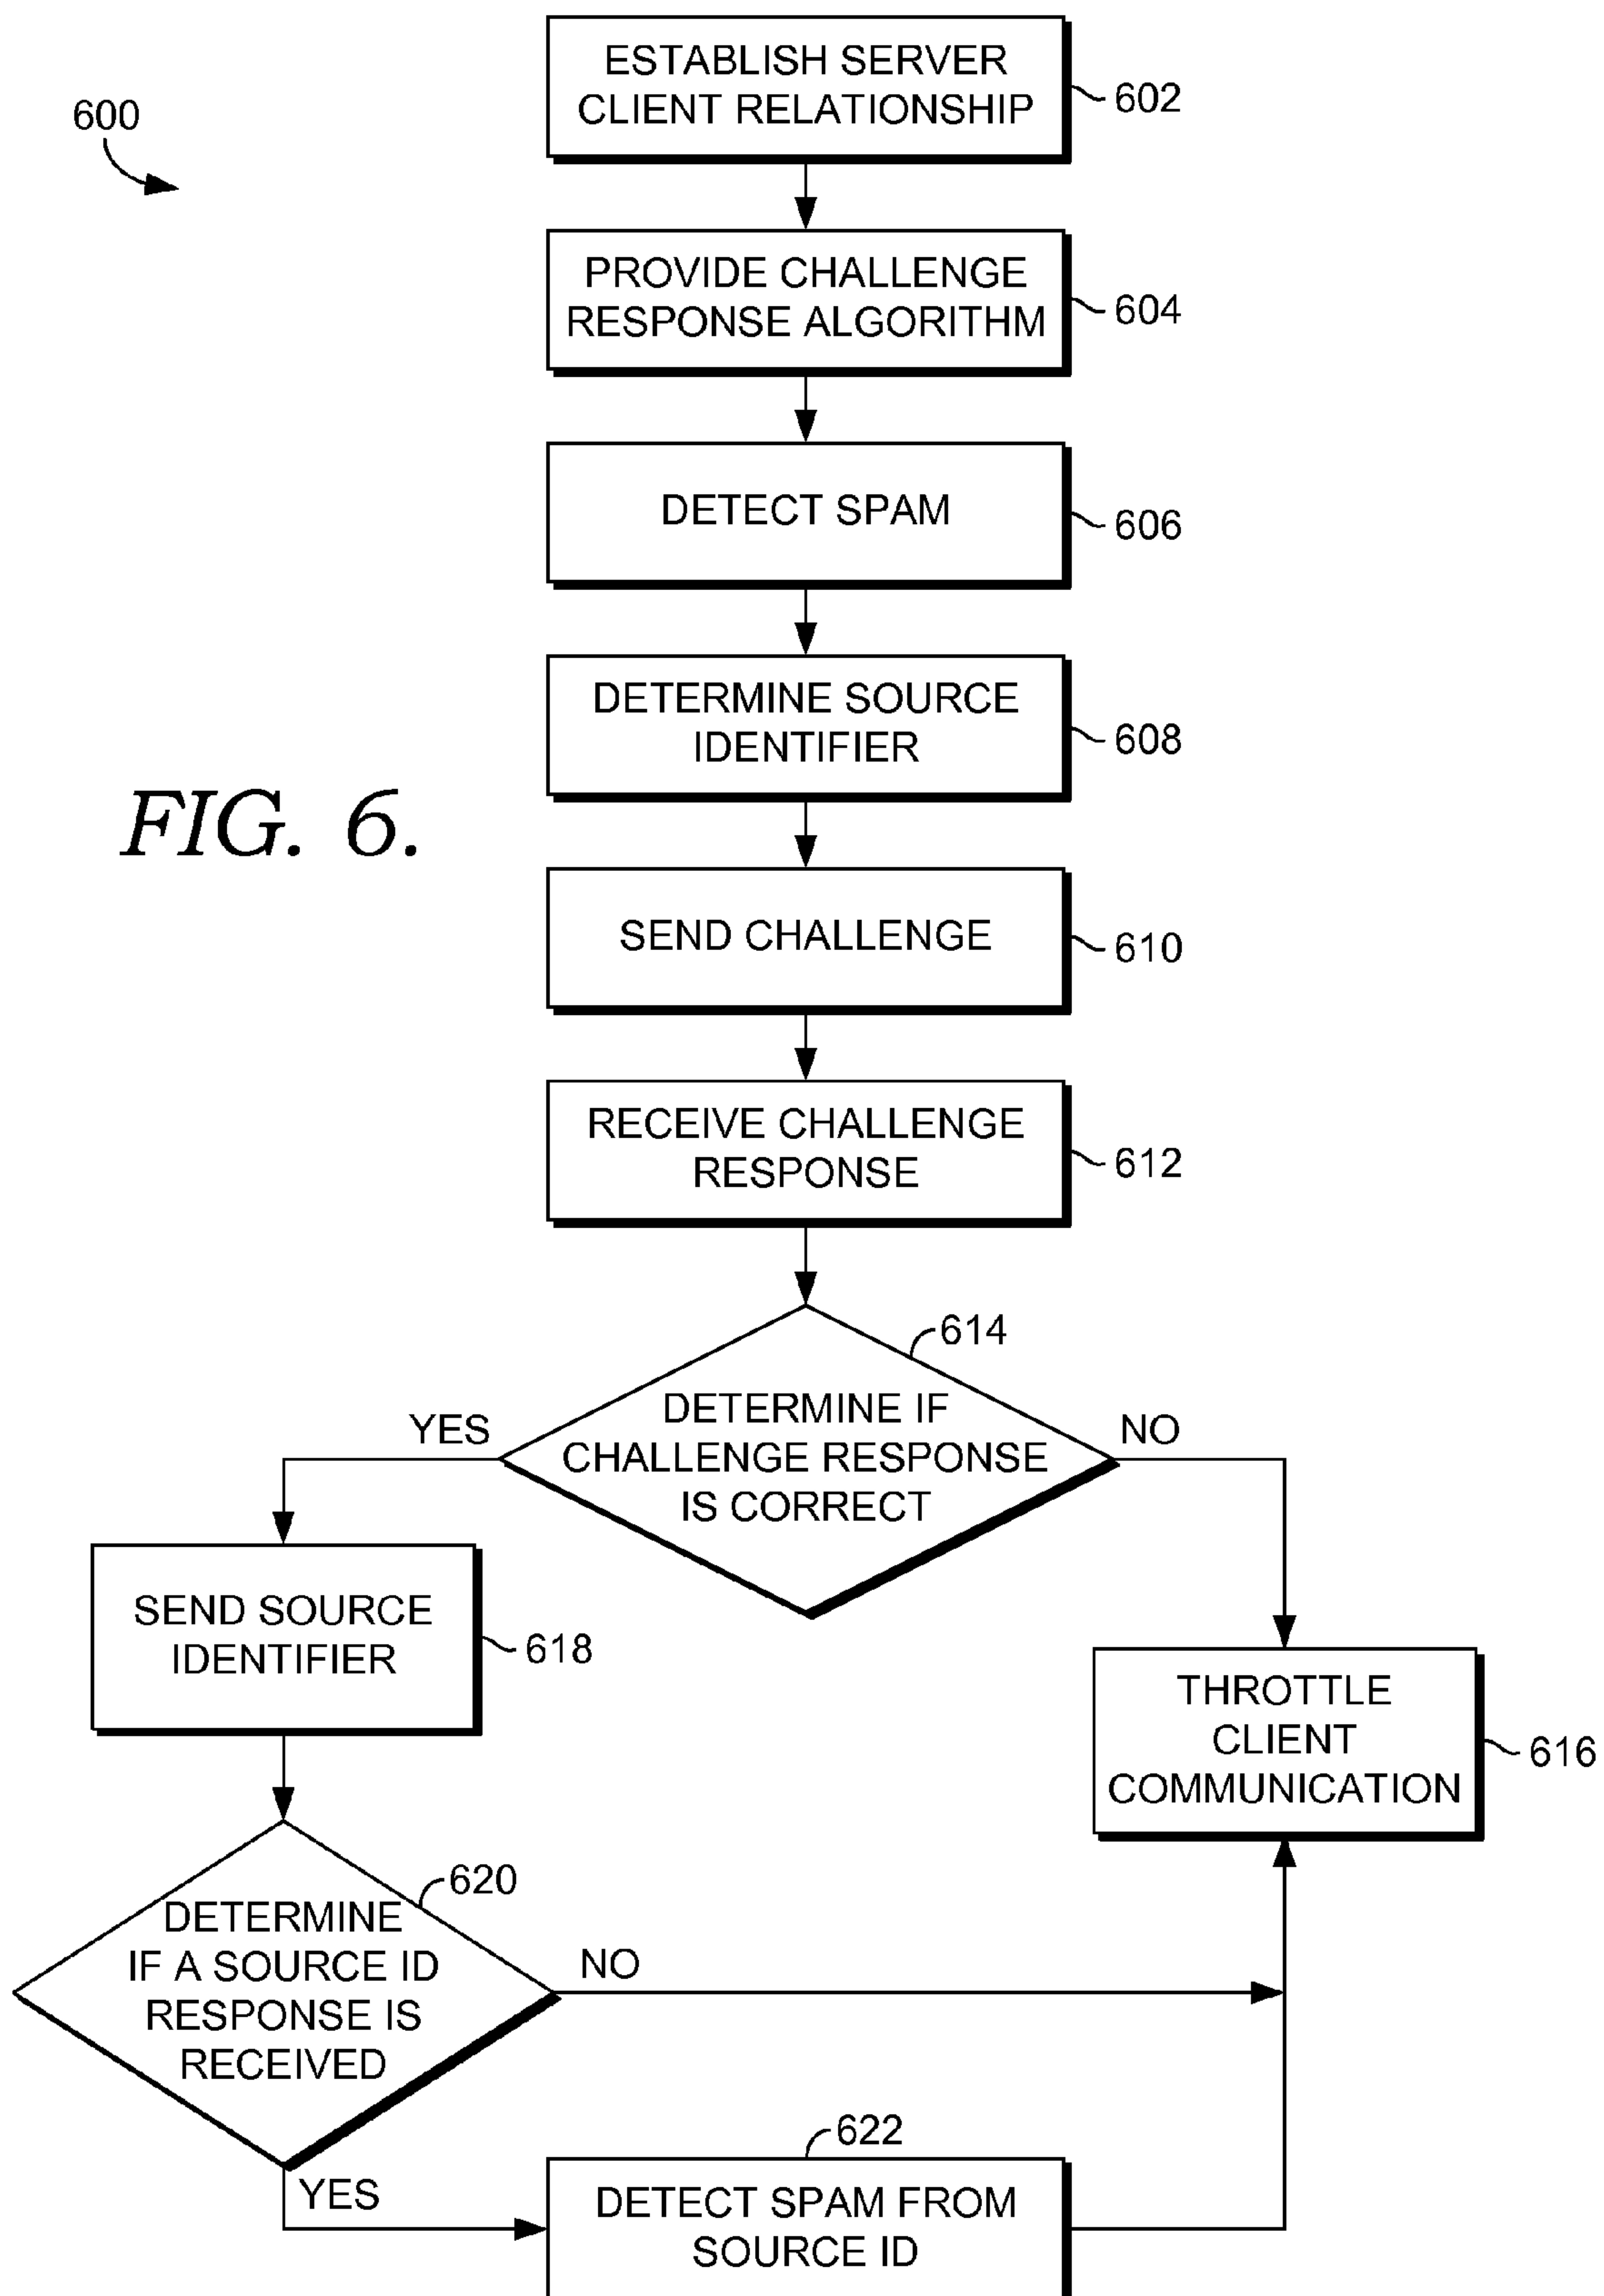 600
ESTABLISH SERVER
CLIENT RELATIONSHIP
602
PROVIDE CHALLENGE
RESPONSE ALGORITHM
604
DETECT SPAM
606
DETERMINE SOURCE
IDENTIFIER
608
FIG. 6.
SEND CHALLENGE
610
RECEIVE CHALLENGE
RESPONSE
612
614
DETERMINE IF
CHALLENGE RESPONSE
IS CORRECT
YES
NO
SEND SOURCE
IDENTIFIER
618
THROTTLE
CLIENT
COMMUNICATION
616
620
DETERMINE
IF A SOURCE ID
RESPONSE IS
RECEIVED
NO
YES
622
DETECT SPAM FROM
SOURCE ID